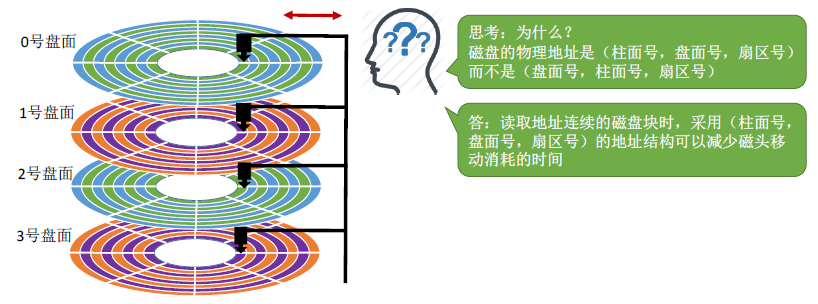 0号盘面
1号盘面
2号盘面
3号盘面
???
思考：为什么？
磁盘的物理地址是（柱面号，盘面号，扇区号）
而不是（盘面号，柱面号，扇区号）
答：读取地址连续的磁盘块时，采用（柱面号，
盘面号，扇区号）的地址结构可以减少磁头移
动消耗的时间